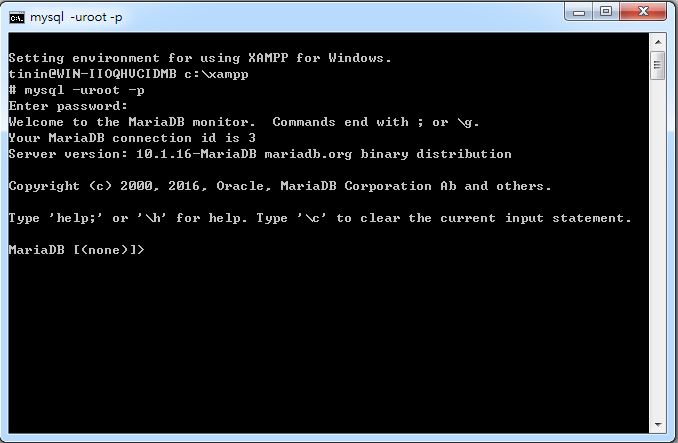 mysql -uroot -p
Setting environment for using XAMPP for Windows.
tinin@WIN-IIOQHVCIDMB c:\xampp
# mysql -uroot -p
Enter password:
Welcome to the MariaDB monitor.  Commands end with ; or \g.
Your MariaDB connection id is 3
Server version: 10.1.16-MariaDB mariadb.org binary distribution
Copyright (c) 2000, 2016, Oracle, MariaDB Corporation Ab and others.
Type 'help;' or '\h' for help. Type '\c' to clear the current input statement.
MariaDB [(none)]>